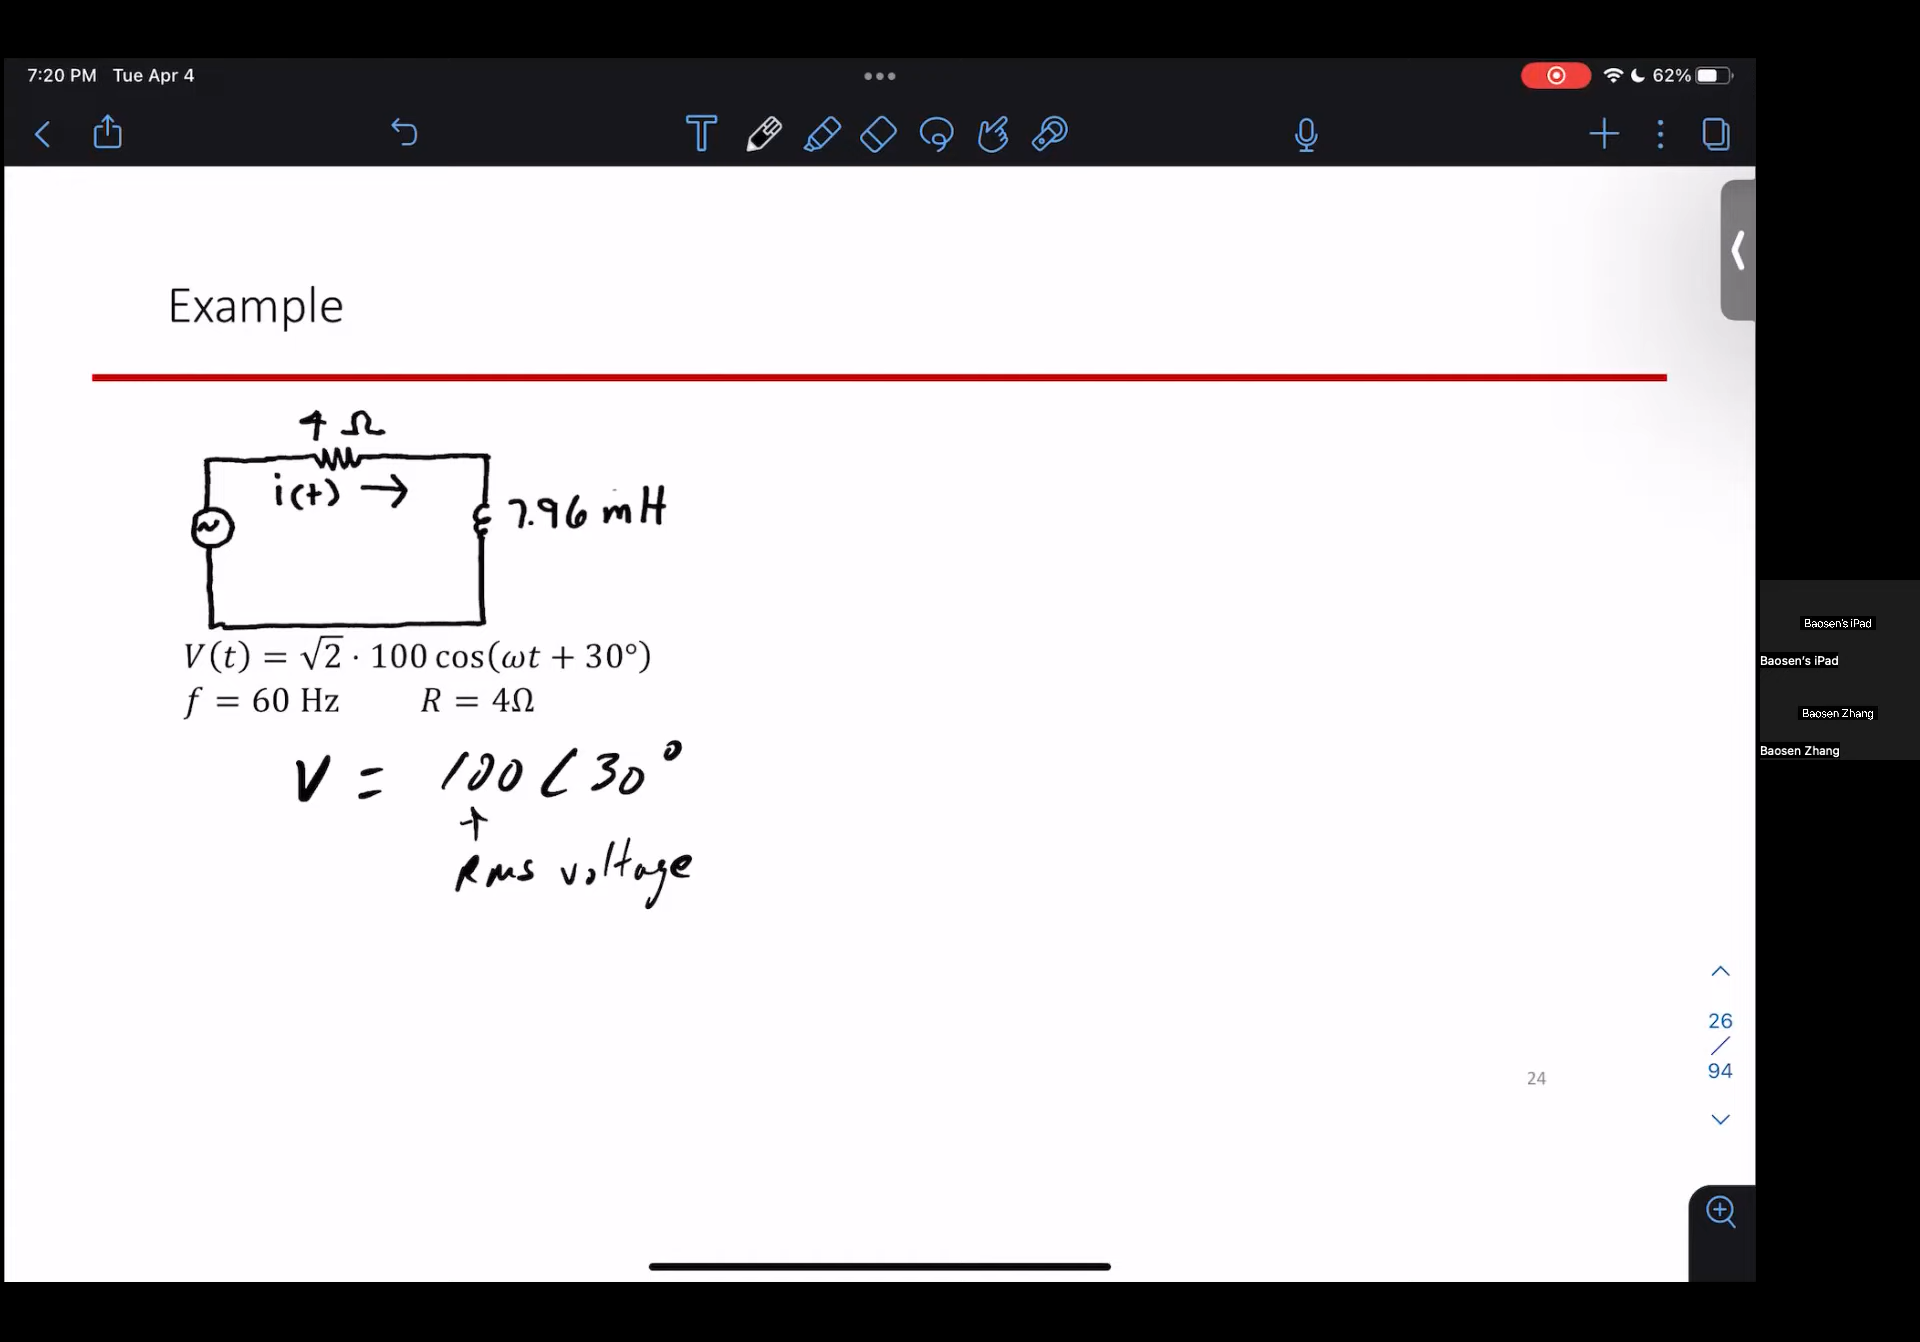 7:20 PM Tue Apr 4
62%
T
Example
4 Ω
i(t) →
7.96 mH
V(t) = √2 · 100 cos(ωt + 30°)
f = 60 Hz R = 4Ω
V = 100 ∠ 30°
↑
Rms voltage
24
26
/
94
Baosen's iPad
Baosen's iPad
Baosen Zhang
Baosen Zhang